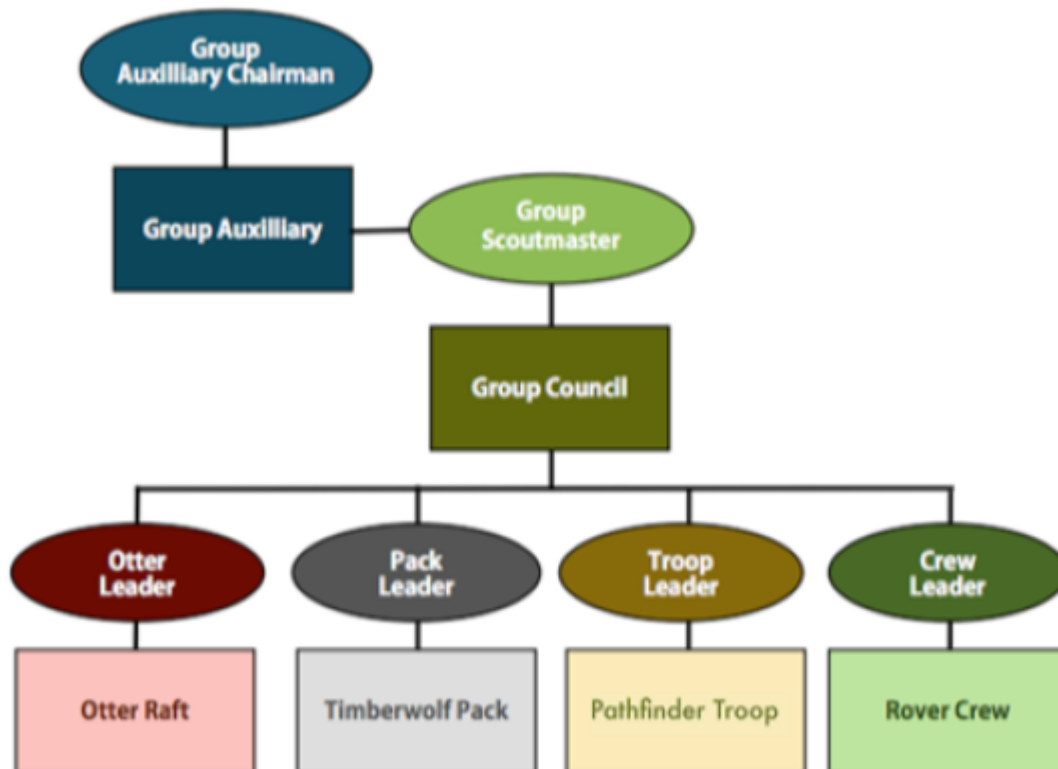 Group
Auxilliary Chairman
Group Auxilliary
Group
Scoutmaster
Group Council
Otter
Leader
Pack
Leader
Troop
Leader
Crew
Leader
Otter Raft
Timberwolf Pack
Pathfinder Troop
Rover Crew